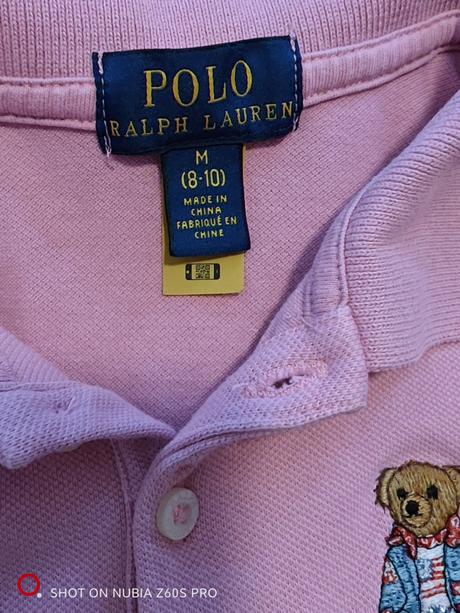 POLO
RALPH LAUREN
M
(8-10)
MADE IN
CHINA
FABRIQUÉ EN
CHINE
SHOT ON NUBIA Z60S PRO